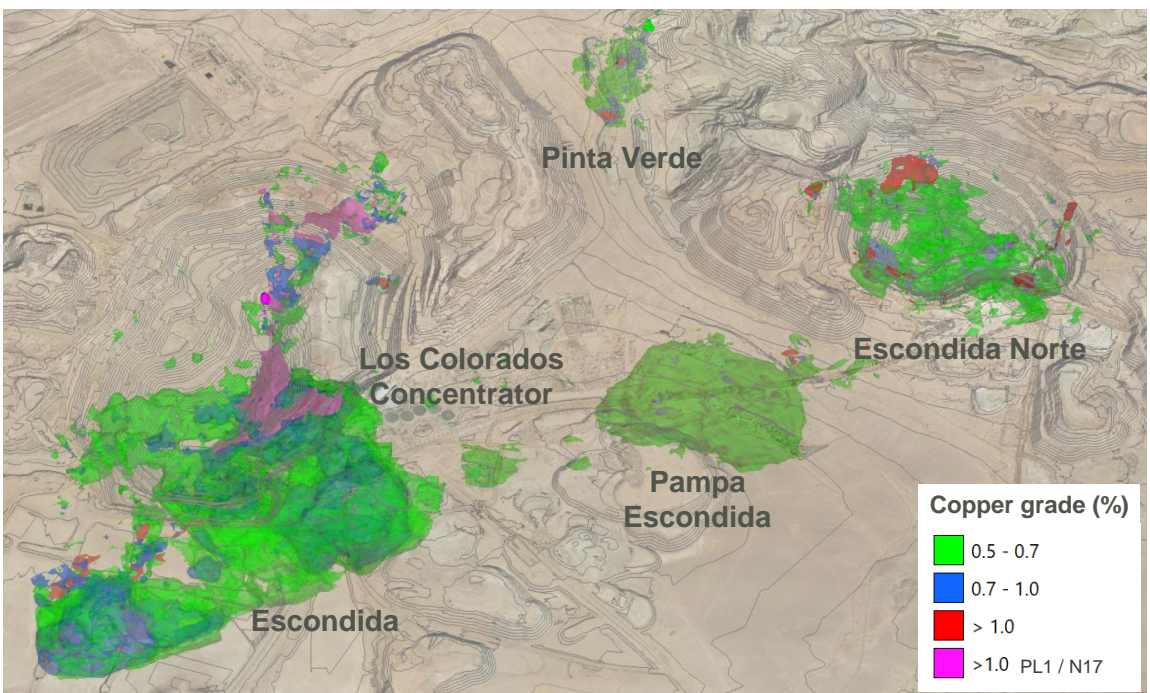 Pinta Verde
Escondida Norte
Los Colorados
Concentrator
Pampa
Escondida
Escondida
Copper grade (%)
0.5 - 0.7
0.7 - 1.0
> 1.0
>1.0 PL1 / N17